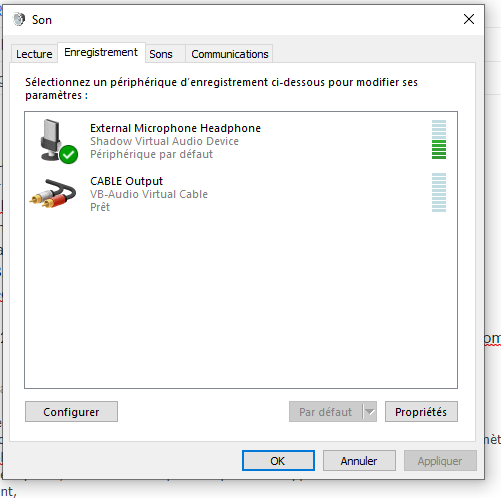 Son
Lecture
Enregistrement
Sons
Communications
Sélectionnez un périphérique d'enregistrement ci-dessous pour modifier ses
paramètres :
External Microphone Headphone
Shadow Virtual Audio Device
Périphérique par défaut
CABLE Output
VB-Audio Virtual Cable
Prêt
Configurer
Par défaut
Propriétés
OK
Annuler
Appliquer